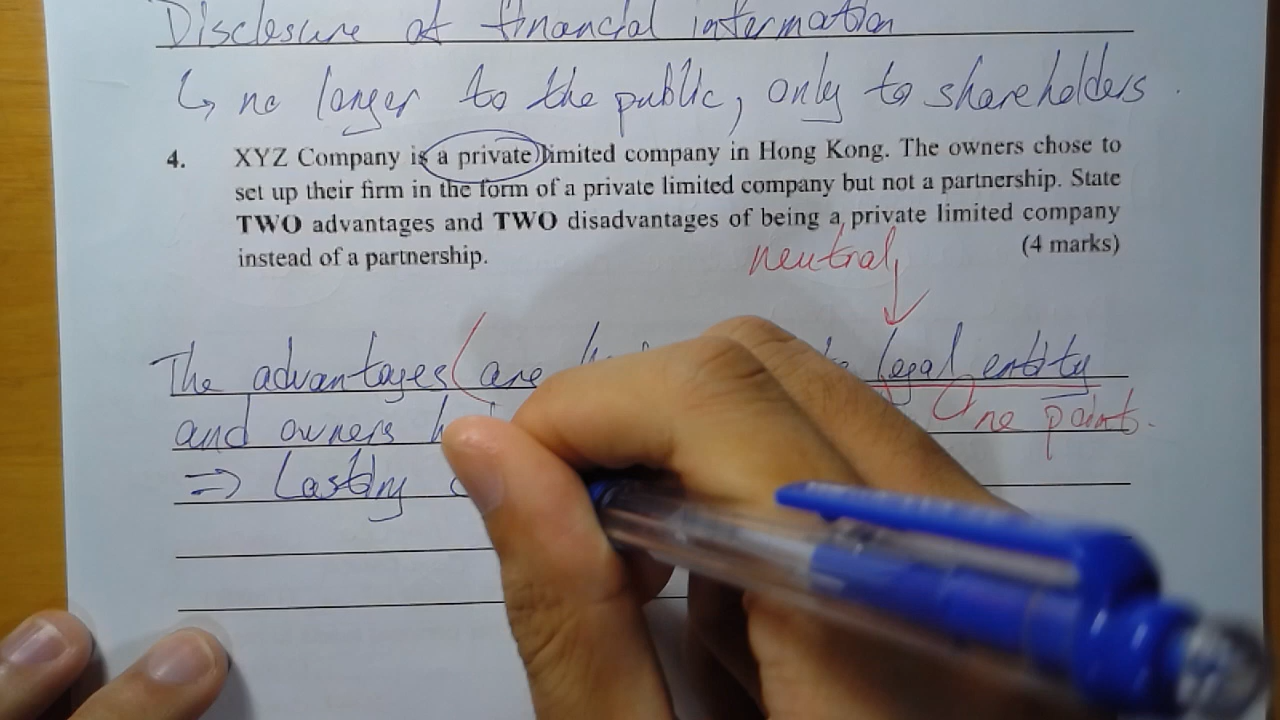 Disclosure of financial information
↳ no longer to the public, only to shareholders.
4. XYZ Company is a private limited company in Hong Kong. The owners chose to
set up their firm in the form of a private limited company but not a partnership. State
TWO advantages and TWO disadvantages of being a private limited company
instead of a partnership. (4 marks)
neutral
The advantages (are legal entity
and owners One point.
⇒ Lastly